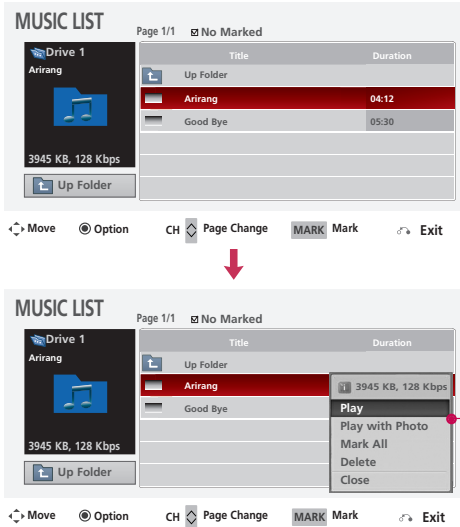 MUSIC LIST
Page 1/1 No Marked
Drive 1
Arirang
3945 KB, 128 Kbps
Up Folder
Title Duration
Up Folder
Arirang 04:12
Good Bye 05:30
Move Option CH Page Change MARK Mark Exit
MUSIC LIST
Page 1/1 No Marked
Drive 1
Arirang
3945 KB, 128 Kbps
Up Folder
Title Duration
Up Folder
Arirang
Good Bye
i 3945 KB, 128 Kbps
Play
Play with Photo
Mark All
Delete
Close
Move Option CH Page Change MARK Mark Exit